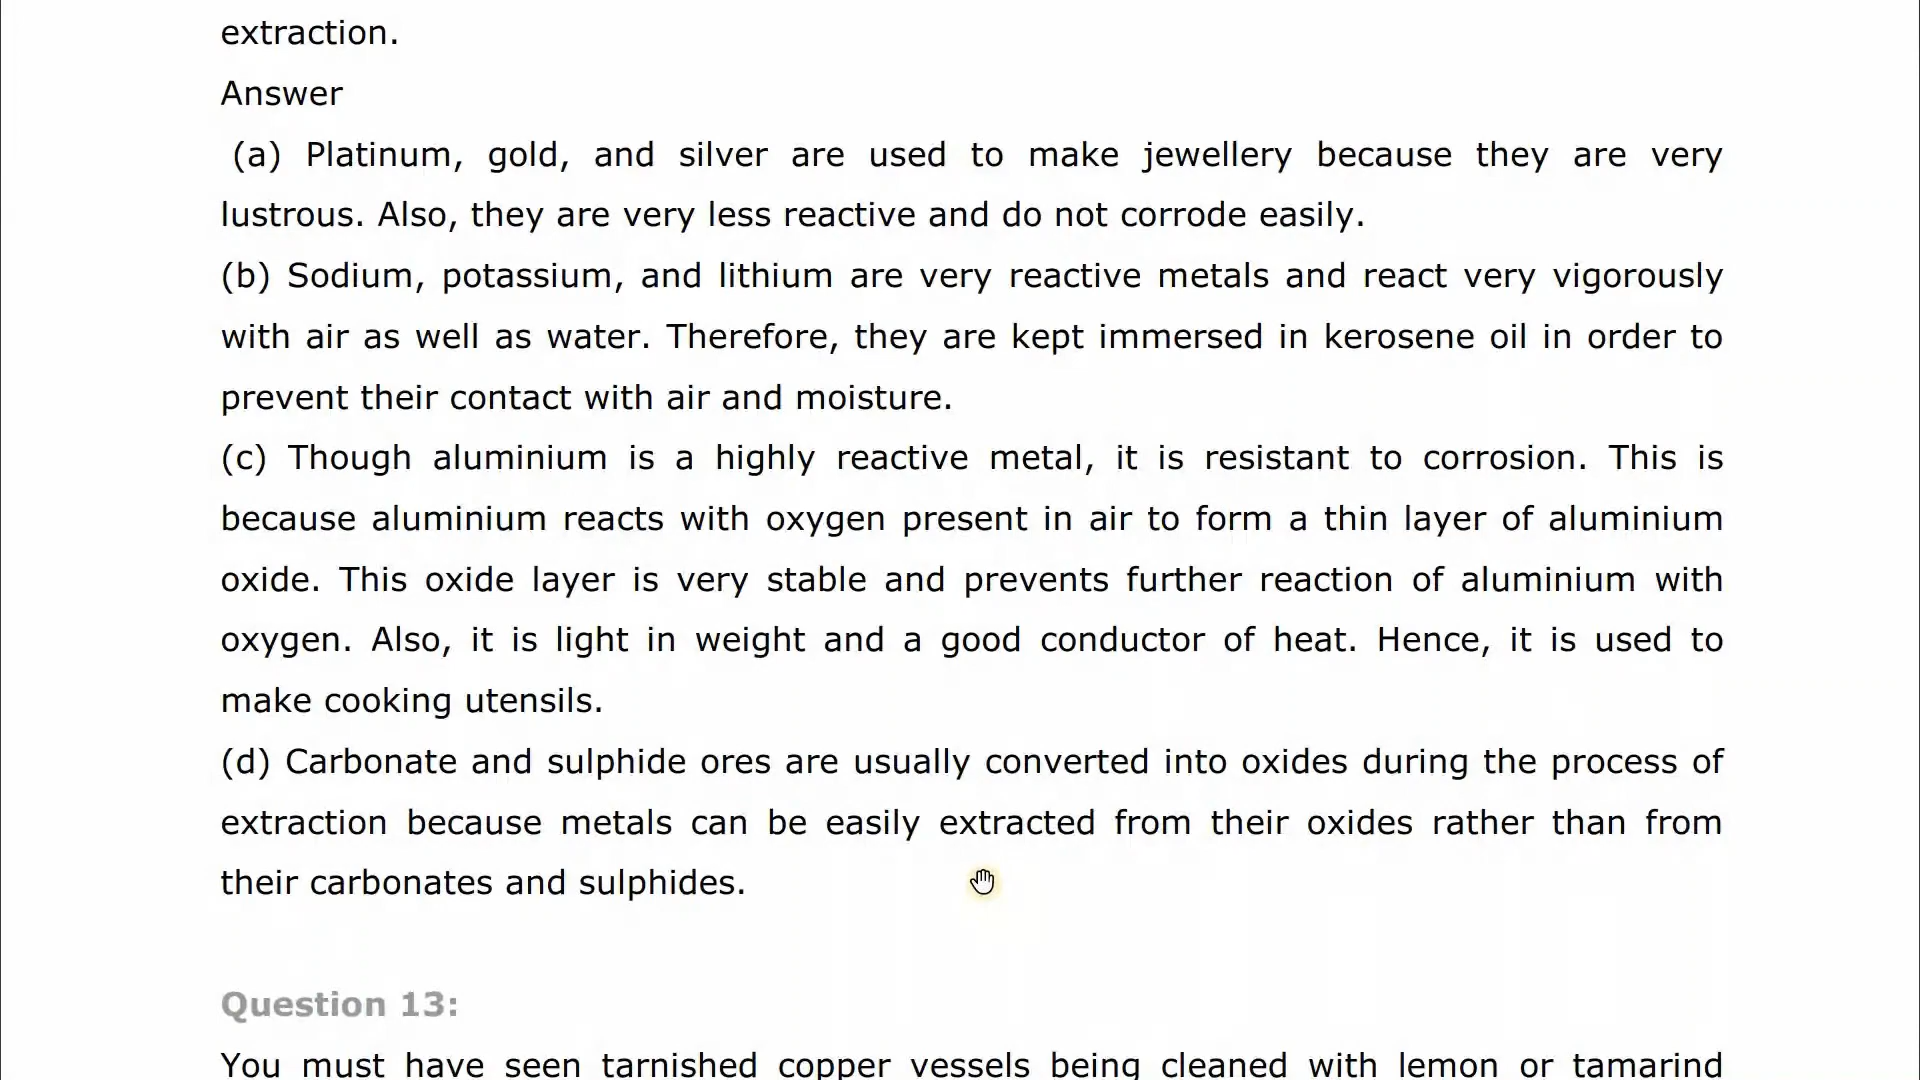 extraction.
Answer
(a) Platinum, gold, and silver are used to make jewellery because they are very
lustrous. Also, they are very less reactive and do not corrode easily.
(b) Sodium, potassium, and lithium are very reactive metals and react very vigorously
with air as well as water. Therefore, they are kept immersed in kerosene oil in order to
prevent their contact with air and moisture.
(c) Though aluminium is a highly reactive metal, it is resistant to corrosion. This is
because aluminium reacts with oxygen present in air to form a thin layer of aluminium
oxide. This oxide layer is very stable and prevents further reaction of aluminium with
oxygen. Also, it is light in weight and a good conductor of heat. Hence, it is used to
make cooking utensils.
(d) Carbonate and sulphide ores are usually converted into oxides during the process of
extraction because metals can be easily extracted from their oxides rather than from
their carbonates and sulphides.
Question 13:
You must have seen tarnished copper vessels being cleaned with lemon or tamarind